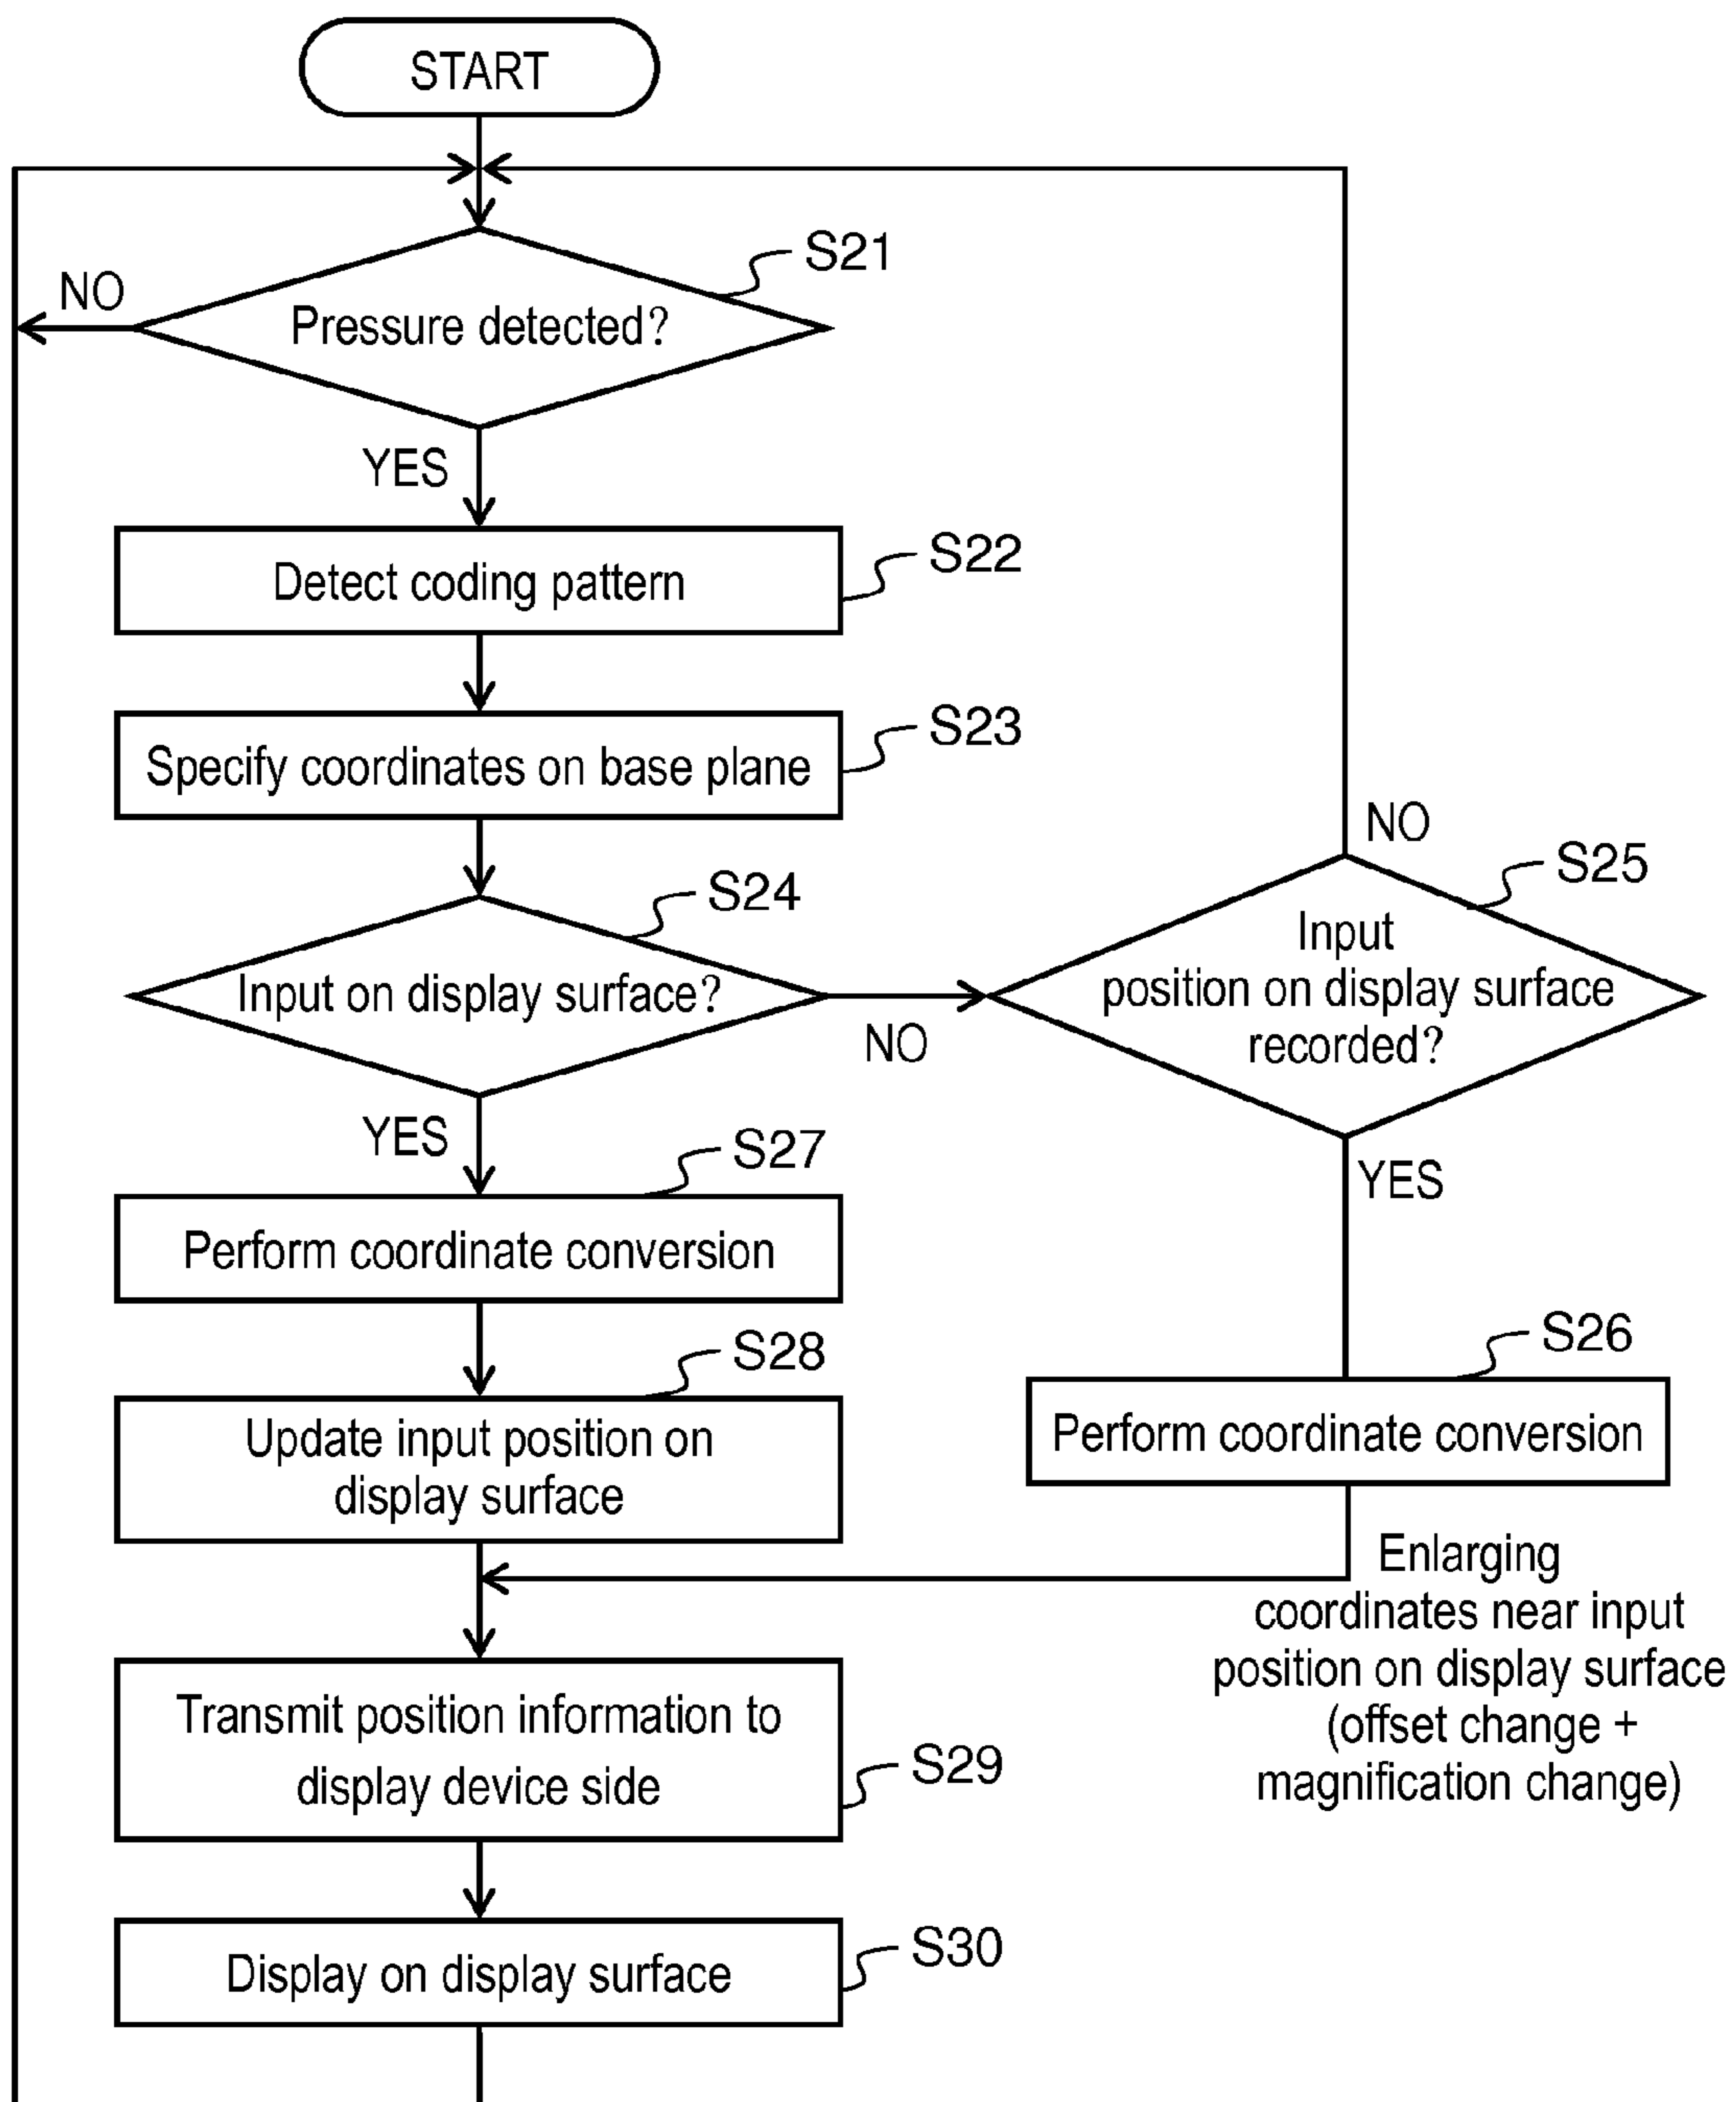 START
S21
NO
Pressure detected?
YES
S22
Detect coding pattern
S23
Specify coordinates on base plane
NO
S24
S25
Input on display surface?
Input
position on display surface
recorded?
NO
YES
S27
YES
Perform coordinate conversion
S28
S26
Update input position on
display surface
Perform coordinate conversion
Enlarging
coordinates near input
position on display surface
(offset change +
magnification change)
Transmit position information to
display device side
S29
S30
Display on display surface